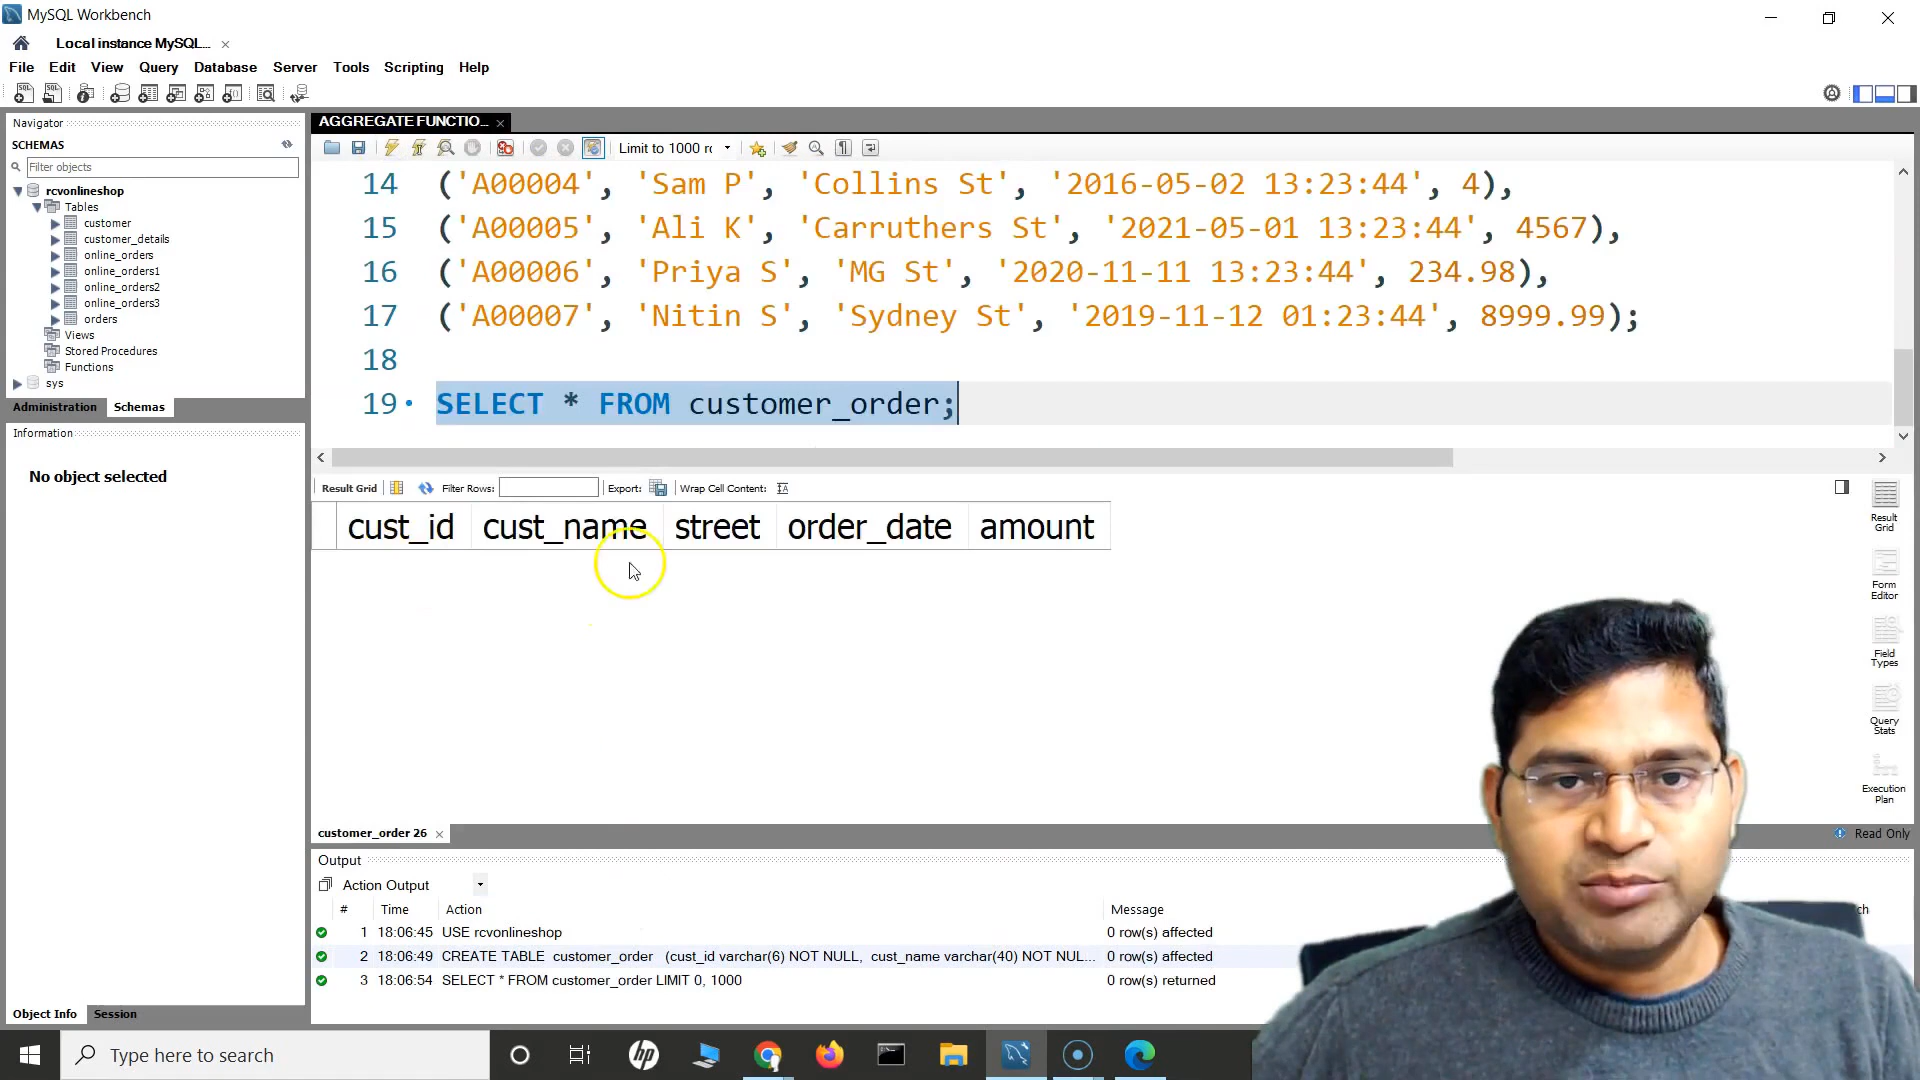 MySQL Workbench
Local instance MySQL...
File Edit View Query Database Server Tools Scripting Help
Navigator
SCHEMAS
Filter objects
rcvonlineshop
Tables
customer
customer_details
online_orders
online_orders1
online_orders2
online_orders3
orders
Views
Stored Procedures
Functions
sys
Administration Schemas
Information
No object selected
Object Info Session
AGGREGATE FUNCTIO...
Limit to 1000 rc
14 ('A00004', 'Sam P', 'Collins St', '2016-05-02 13:23:44', 4),
15 ('A00005', 'Ali K', 'Carruthers St', '2021-05-01 13:23:44', 4567),
16 ('A00006', 'Priya S', 'MG St', '2020-11-11 13:23:44', 234.98),
17 ('A00007', 'Nitin S', 'Sydney St', '2019-11-12 01:23:44', 8999.99);
18
19 SELECT * FROM customer_order;
Result Grid Filter Rows: Export: Wrap Cell Content:
cust_id cust_name street order_date amount
Result Grid
Form Editor
Field Types
Query Stats
Execution Plan
customer_order 26 Read Only
Output
Action Output
# Time Action Message
1 18:06:45 USE rcvonlineshop 0 row(s) affected
2 18:06:49 CREATE TABLE customer_order (cust_id varchar(6) NOT NULL, cust_name varchar(40) NOT NUL... 0 row(s) affected
3 18:06:54 SELECT * FROM customer_order LIMIT 0, 1000 0 row(s) returned
Type here to search
hp